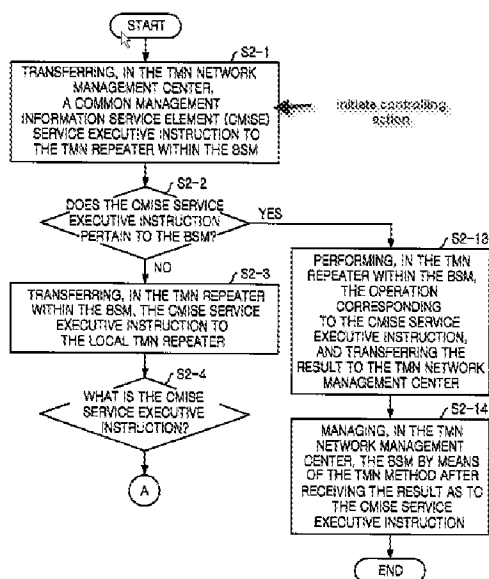 START
S2-1
TRANSFERRING, IN THE TMN NETWORK
MANAGEMENT CENTER,
A COMMON MANAGEMENT
INFORMATION SERVICE ELEMENT (CMISE)
SERVICE EXECUTIVE INSTRUCTION TO
THE TMN REPEATER WITHIN THE BSM
initiate controlling
action
S2-2
DOES THE CMISE SERVICE
EXECUTIVE INSTRUCTION
PERTAIN TO THE BSM?
YES
NO
S2-3
TRANSFERRING, IN THE TMN REPEATER
WITHIN THE BSM, THE CMISE SERVICE
EXECUTIVE INSTRUCTION TO
THE LOCAL TMN REPEATER
S2-4
WHAT IS THE CMISE
SERVICE EXECUTIVE
INSTRUCTION?
A
S2-13
PERFORMING, IN THE TMN
REPEATER WITHIN THE BSM,
THE OPERATION
CORRESPONDING
TO THE CMISE SERVICE
EXECUTIVE INSTRUCTION,
AND TRANSFERRING THE
RESULT TO THE TMN NETWORK
MANAGEMENT CENTER
S2-14
MANAGING, IN THE TMN
NETWORK MANAGEMENT
CENTER, THE BSM BY MEANS
OF THE TMN METHOD AFTER
RECEIVING THE RESULT AS TO
THE CMISE SERVICE
EXECUTIVE INSTRUCTION
END